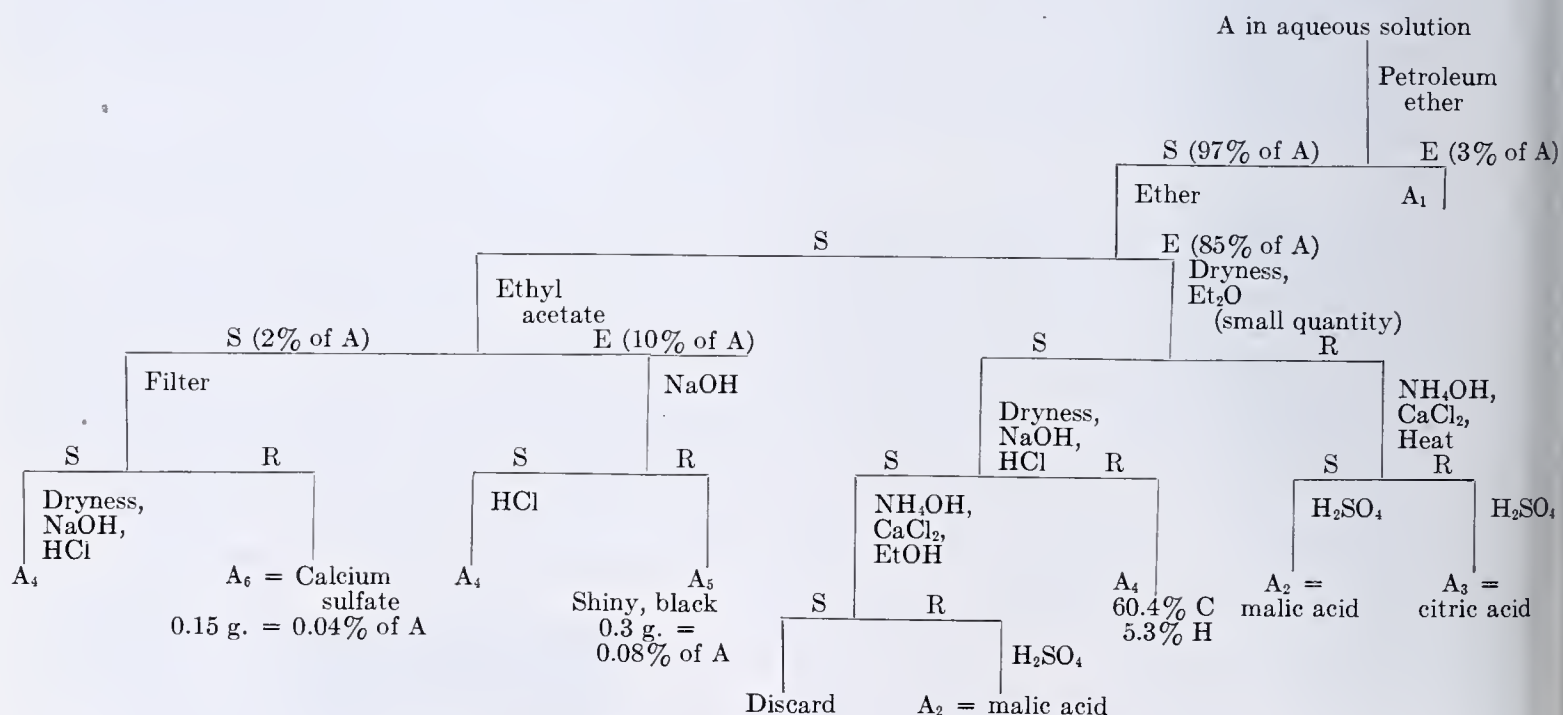 A in aqueous solution
Petroleum
ether
S (97% of A)
E (3% of A)
Ether
A₁
S
E (85% of A)
Dryness,
Et₂O
(small quantity)
Ethyl
acetate
S (2% of A)
E (10% of A)
S
R
Filter
NaOH
Dryness,
NaOH,
HCl
NH₄OH,
CaCl₂,
Heat
S
R
S
R
S
R
S
R
Dryness,
NaOH,
HCl
HCl
NH₄OH,
CaCl₂,
EtOH
H₂SO₄
H₂SO₄
A₄
A₆ = Calcium
sulfate
0.15 g. = 0.04% of A
A₄
A₅
Shiny, black
0.3 g. =
0.08% of A
A₄
60.4% C
5.3% H
A₂ =
malic acid
A₃ =
citric acid
S
R
H₂SO₄
Discard
A₂ = malic acid